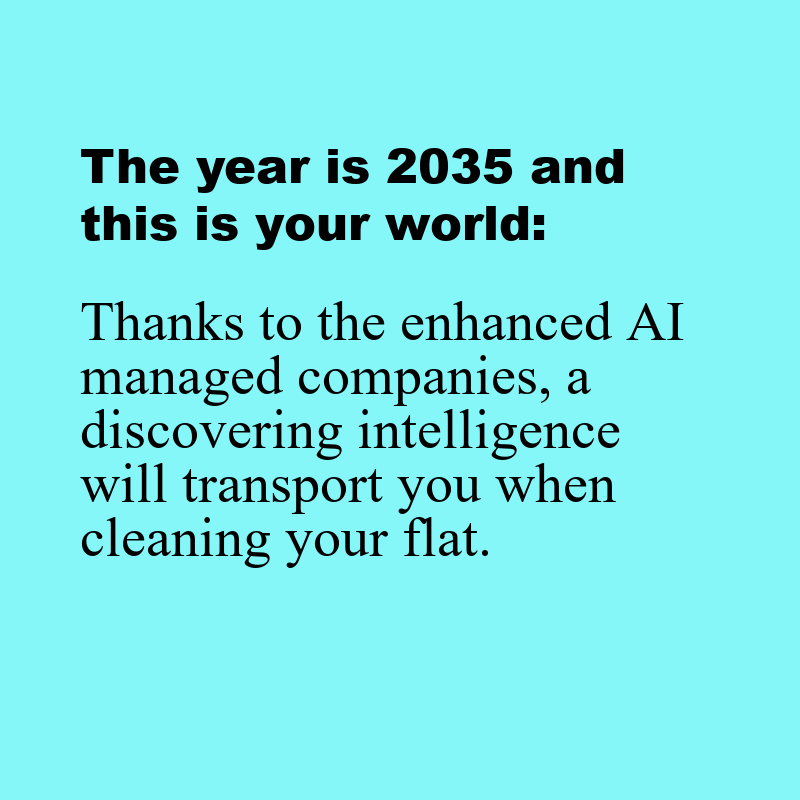 The year is 2035 and
this is your world:
Thanks to the enhanced AI
managed companies, a
discovering intelligence
will transport you when
cleaning your flat.